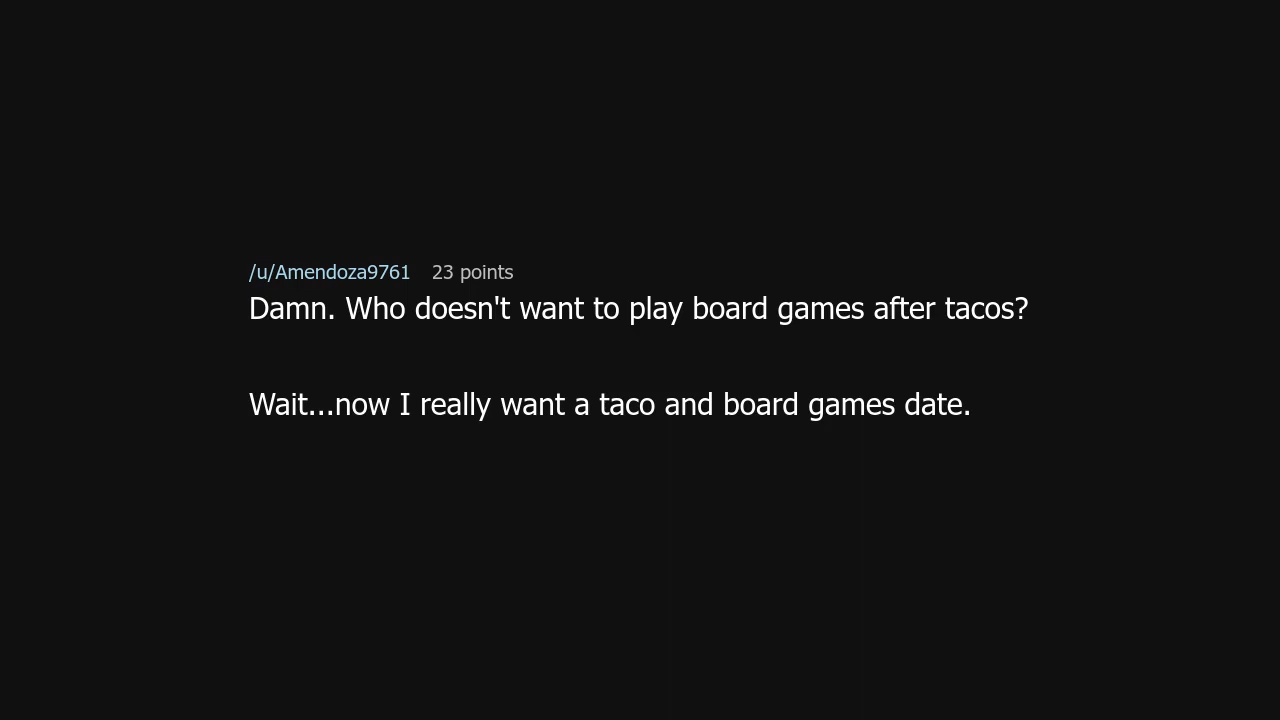 /u/Amendoza9761 23 points
Damn. Who doesn't want to play board games after tacos?
Wait...now I really want a taco and board games date.